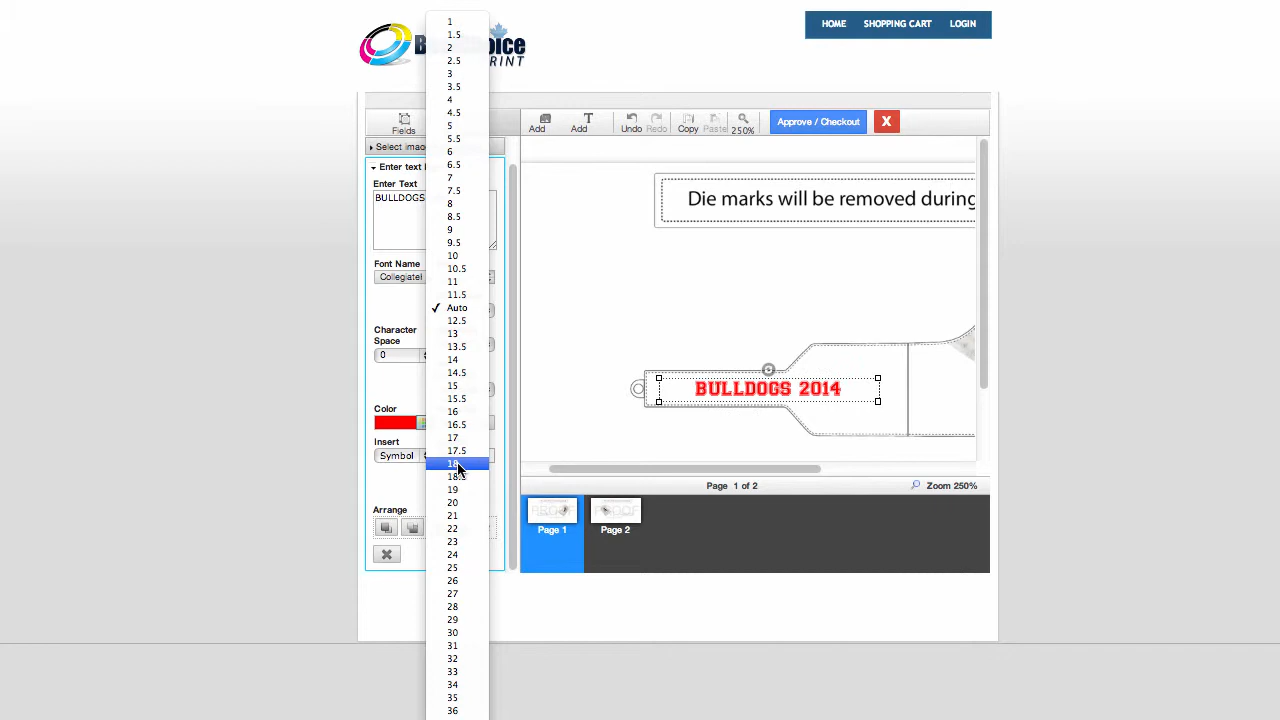 HOME SHOPPING CART LOGIN
PRINT
Fields
Add Add Undo Redo Copy Paste 250% Approve / Checkout X
Select imag
Enter text
Enter Text
BULLDOGS
Font Name
Collegiatel
Character
Space
0
Color
Insert
Symbol
Arrange
1
1.5
2
2.5
3
3.5
4
4.5
5
5.5
6
6.5
7
7.5
8
8.5
9
9.5
10
10.5
11
11.5
✓ Auto
12.5
13
13.5
14
14.5
15
15.5
16
16.5
17
17.5
18
18.5
19
20
21
22
23
24
25
26
27
28
29
30
31
32
33
34
35
36
Die marks will be removed during
BULLDOGS 2014
Page 1 of 2
Zoom 250%
PROOF PROOF
Page 1 Page 2